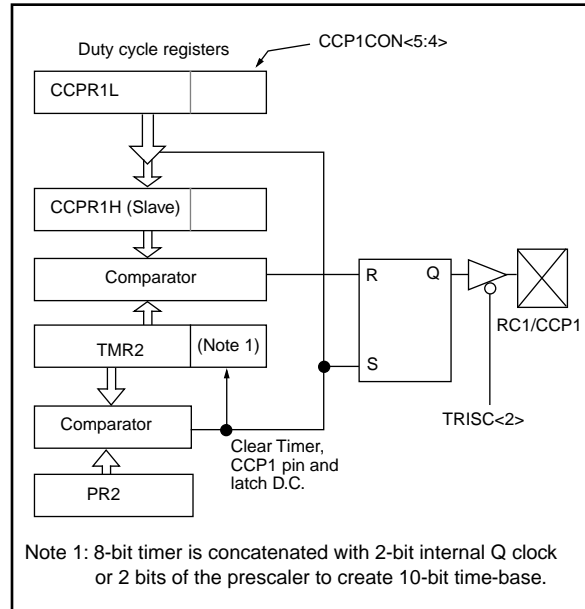 Duty cycle registers
CCP1CON<5:4>
CCPR1L
CCPR1H (Slave)
Comparator
R
Q
RC1/CCP1
TMR2
(Note 1)
S
TRISC<2>
Comparator
Clear Timer,
CCP1 pin and
latch D.C.
PR2
Note 1: 8-bit timer is concatenated with 2-bit internal Q clock
or 2 bits of the prescaler to create 10-bit time-base.